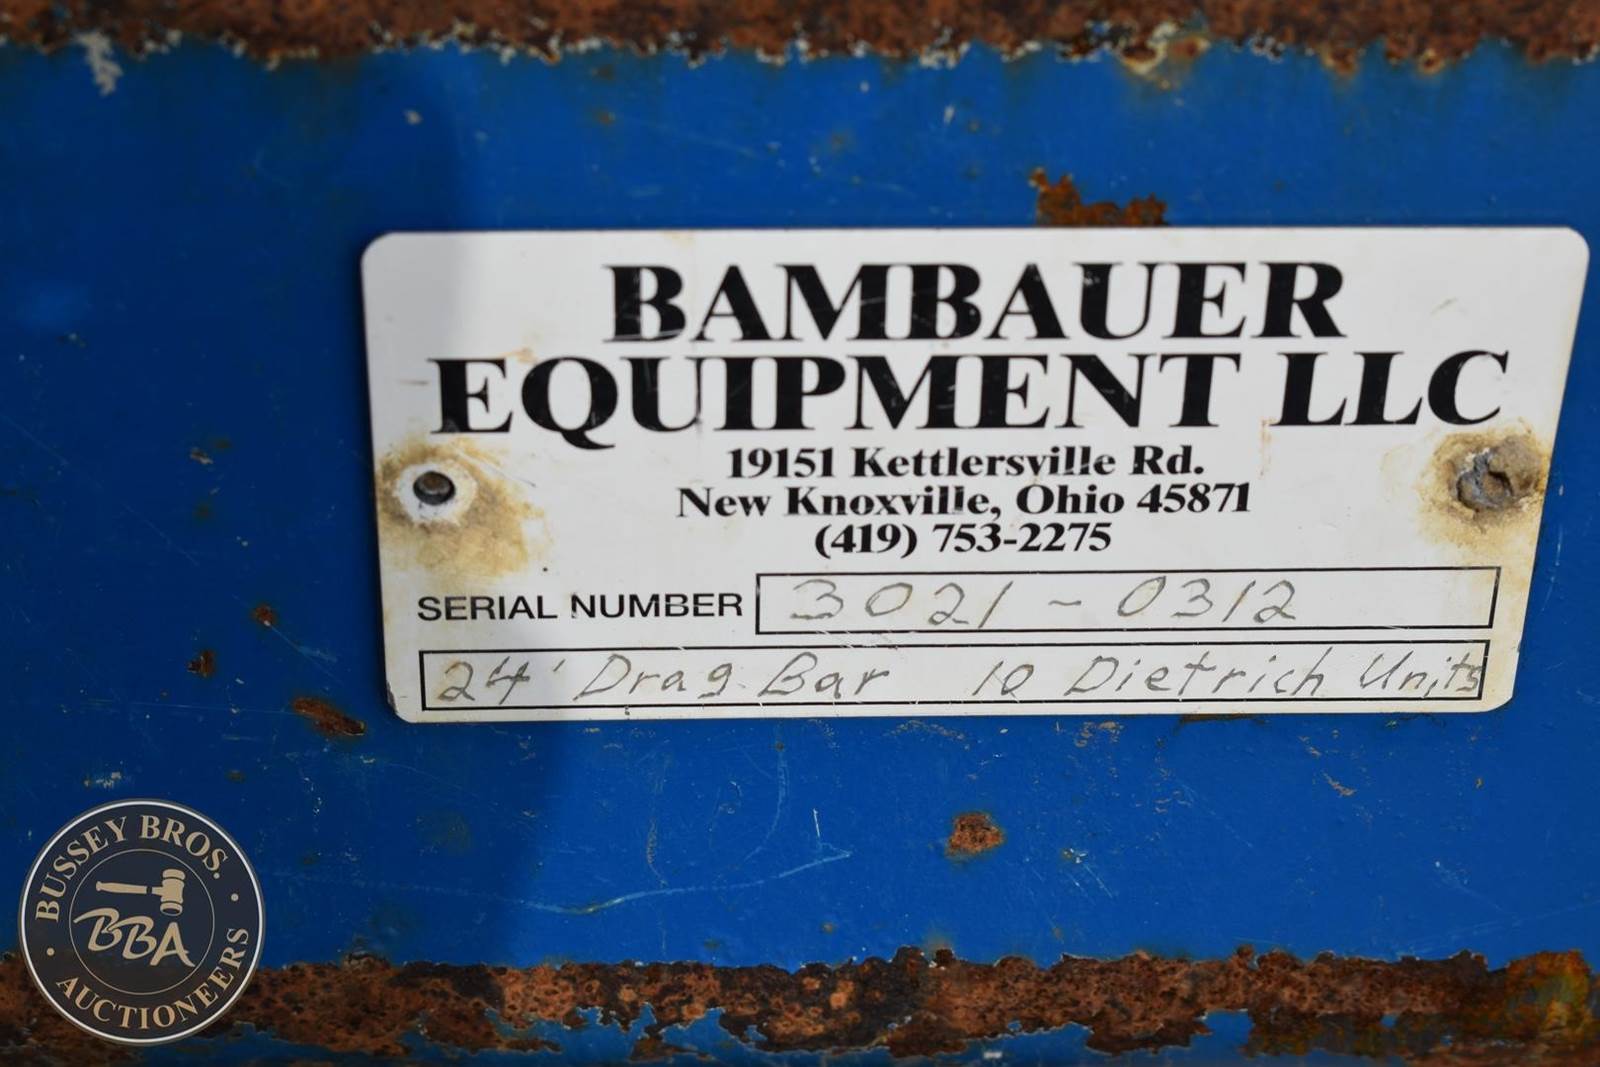 BAMBAUER
EQUIPMENT LLC
19151 Kettlersville Rd.
New Knoxville, Ohio 45871
(419) 753-2275
SERIAL NUMBER 3021-0312
24' Drag Bar 10 Dietrich Units
BUSSEY BROS.
BBA
AUCTIONEERS